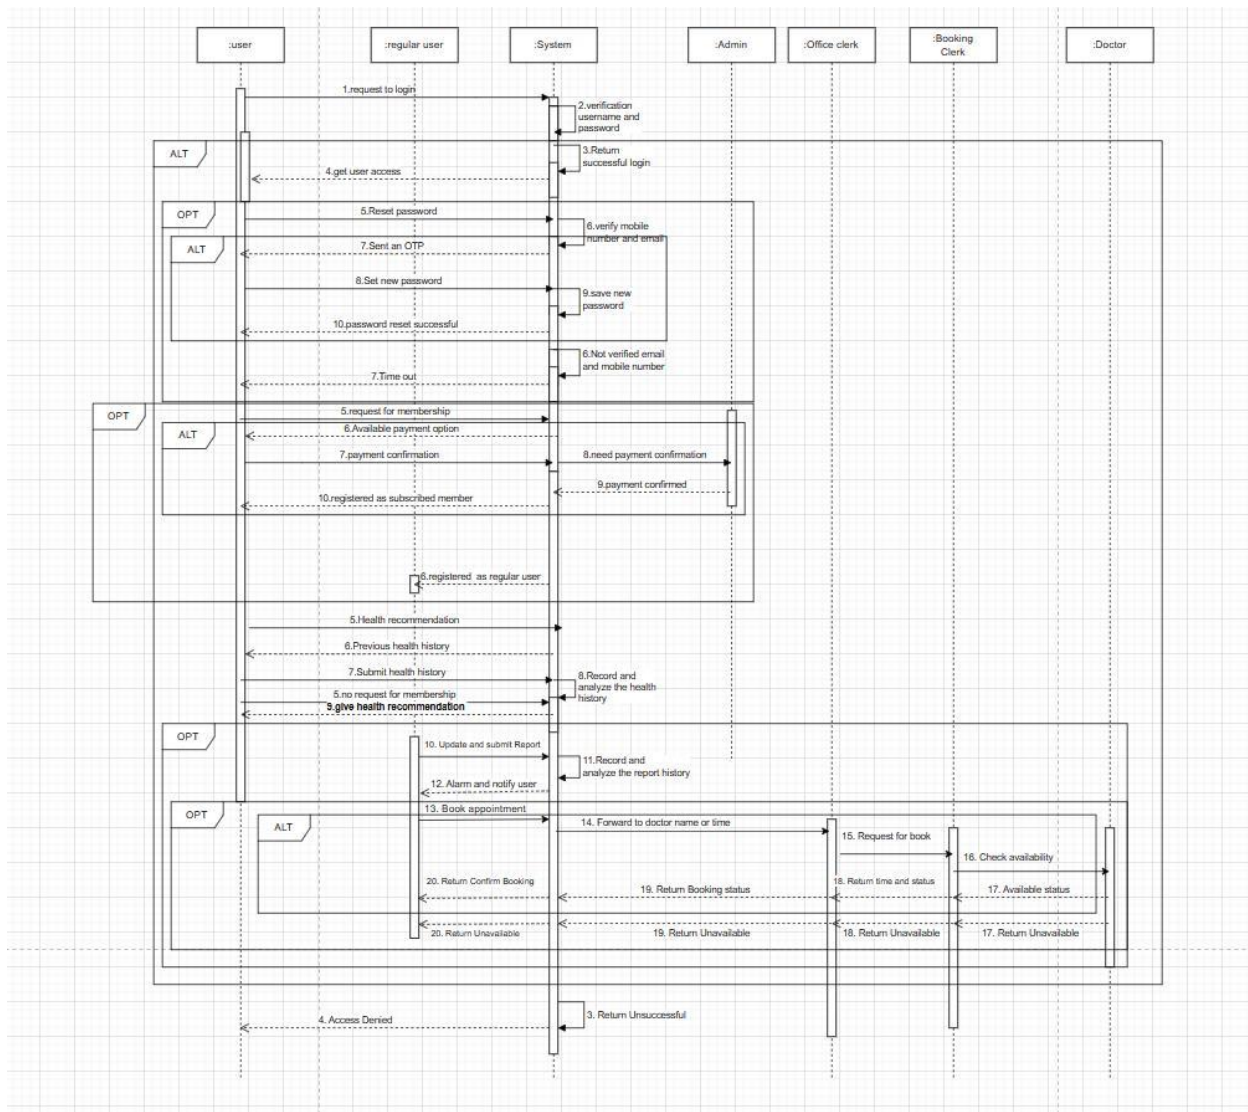 :user
:regular user
:System
:Admin
:Office clerk
:Booking
Clerk
:Doctor
1.request to login
2.verification
username and
password
ALT
3.Return
successful login
4.get user access
OPT
5.Reset password
6.verify mobile
number and email
ALT
7.Sent an OTP
8.Set new password
9.save new
password
10.password reset successful
6.Not verified email
and mobile number
7.Time out
OPT
5.request for membership
ALT
6.Available payment option
7.payment confirmation
8.need payment confirmation
9.payment confirmed
10.registered as subscribed member
6.registered  as regular user
5.Health recommendation
6.Previous health history
7.Submit health history
8.Record and
analyze the health
history
5.no request for membership
9.give health recommendation
OPT
10. Update and submit Report
11.Record and
analyze the report history
12. Alarm and notify user
OPT
13. Book appointment
ALT
14. Forward to doctor name or time
15. Request for book
16. Check availability
20. Return Confirm Booking
19. Return Booking status
18. Return time and status
17. Available status
20. Return Unavailable
19. Return Unavailable
18. Return Unavailable
17. Return Unavailable
3. Return Unsuccessful
4. Access Denied